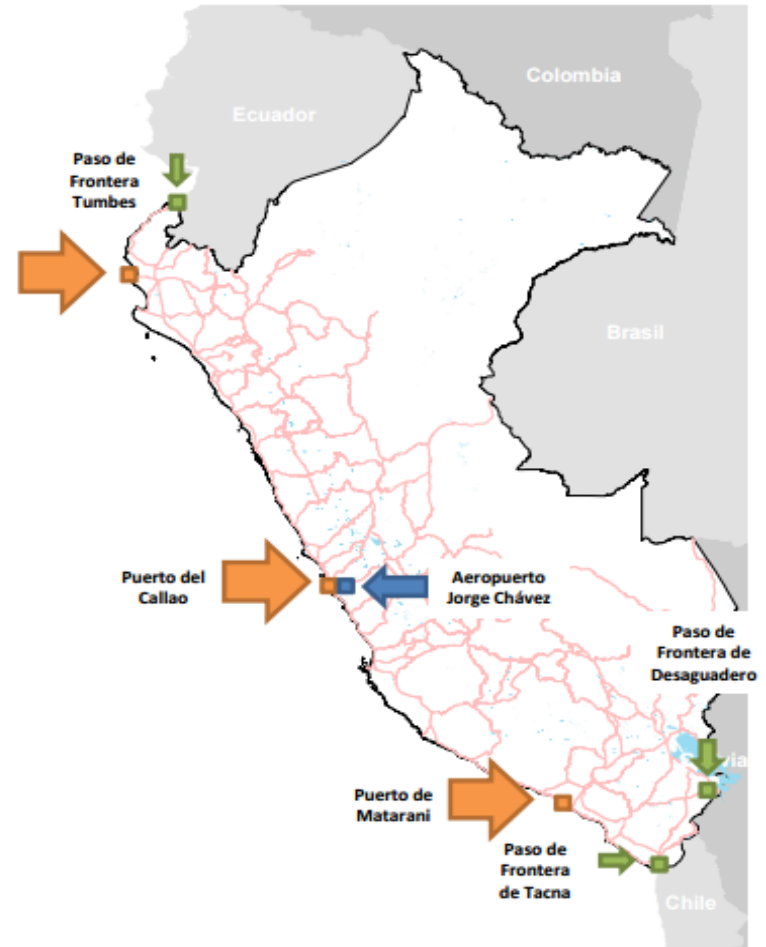 Colombia
Ecuador
Paso de
Frontera
Tumbes
Brasil
Puerto del
Callao
Aeropuerto
Jorge Chávez
Paso de
Frontera de
Desaguadero
Puerto de
Matarani
Paso de
Frontera
de Tacna
Chile